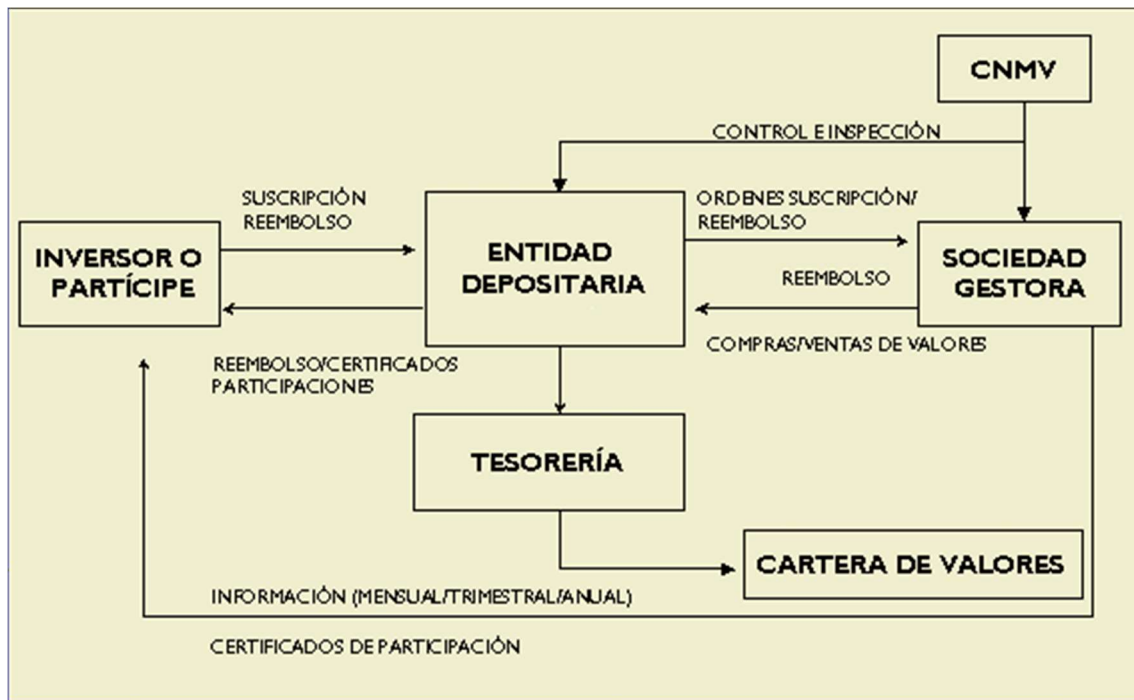 CNMV
CONTROL E INSPECCIÓN
SUSCRIPCIÓN
REEMBOLSO
ORDENES SUSCRIPCIÓN/
REEMBOLSO
INVERSOR O
PARTÍCIPE
ENTIDAD
DEPOSITARIA
SOCIEDAD
GESTORA
REEMBOLSO
COMPRAS/VENTAS DE VALORES
REEMBOLSO/CERTIFICADOS
PARTICIPACIONES
TESORERÍA
CARTERA DE VALORES
INFORMACIÓN (MENSUAL/TRIMESTRAL/ANUAL)
CERTIFICADOS DE PARTICIPACIÓN